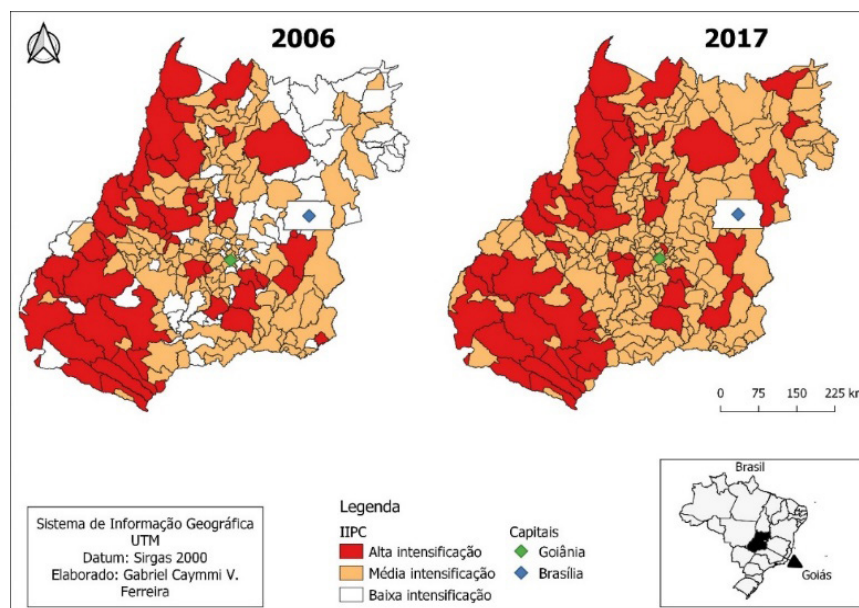 2006
2017
0 75 150 225 km
Sistema de Informação Geográfica
UTM
Datum: Sirgas 2000
Elaborado: Gabriel Caymmi V.
Ferreira
Legenda
IIPC
Alta intensificação
Média intensificação
Baixa intensificação
Capitais
Goiânia
Brasília
Brasil
Goiás